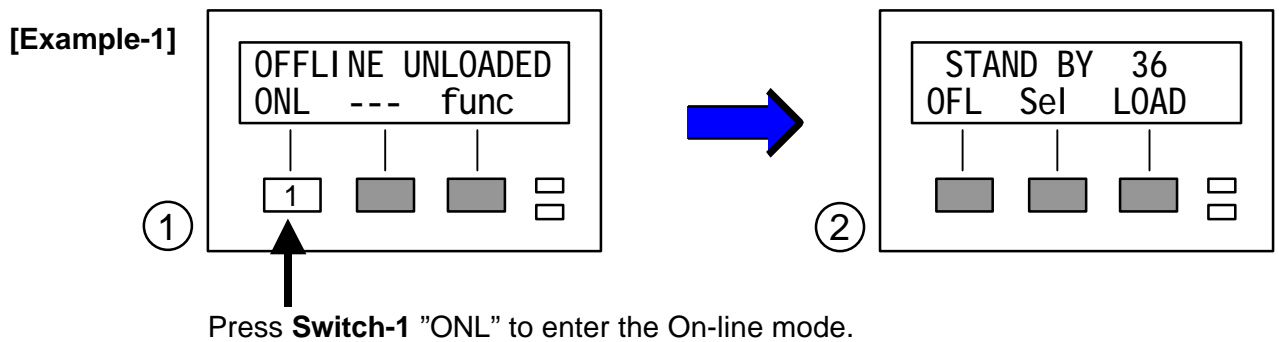 [Example-1]
OFFLINE UNLOADED
ONL --- func
1
1
STAND BY 36
OFL Sel LOAD
2
Press Switch-1 ”ONL” to enter the On-line mode.